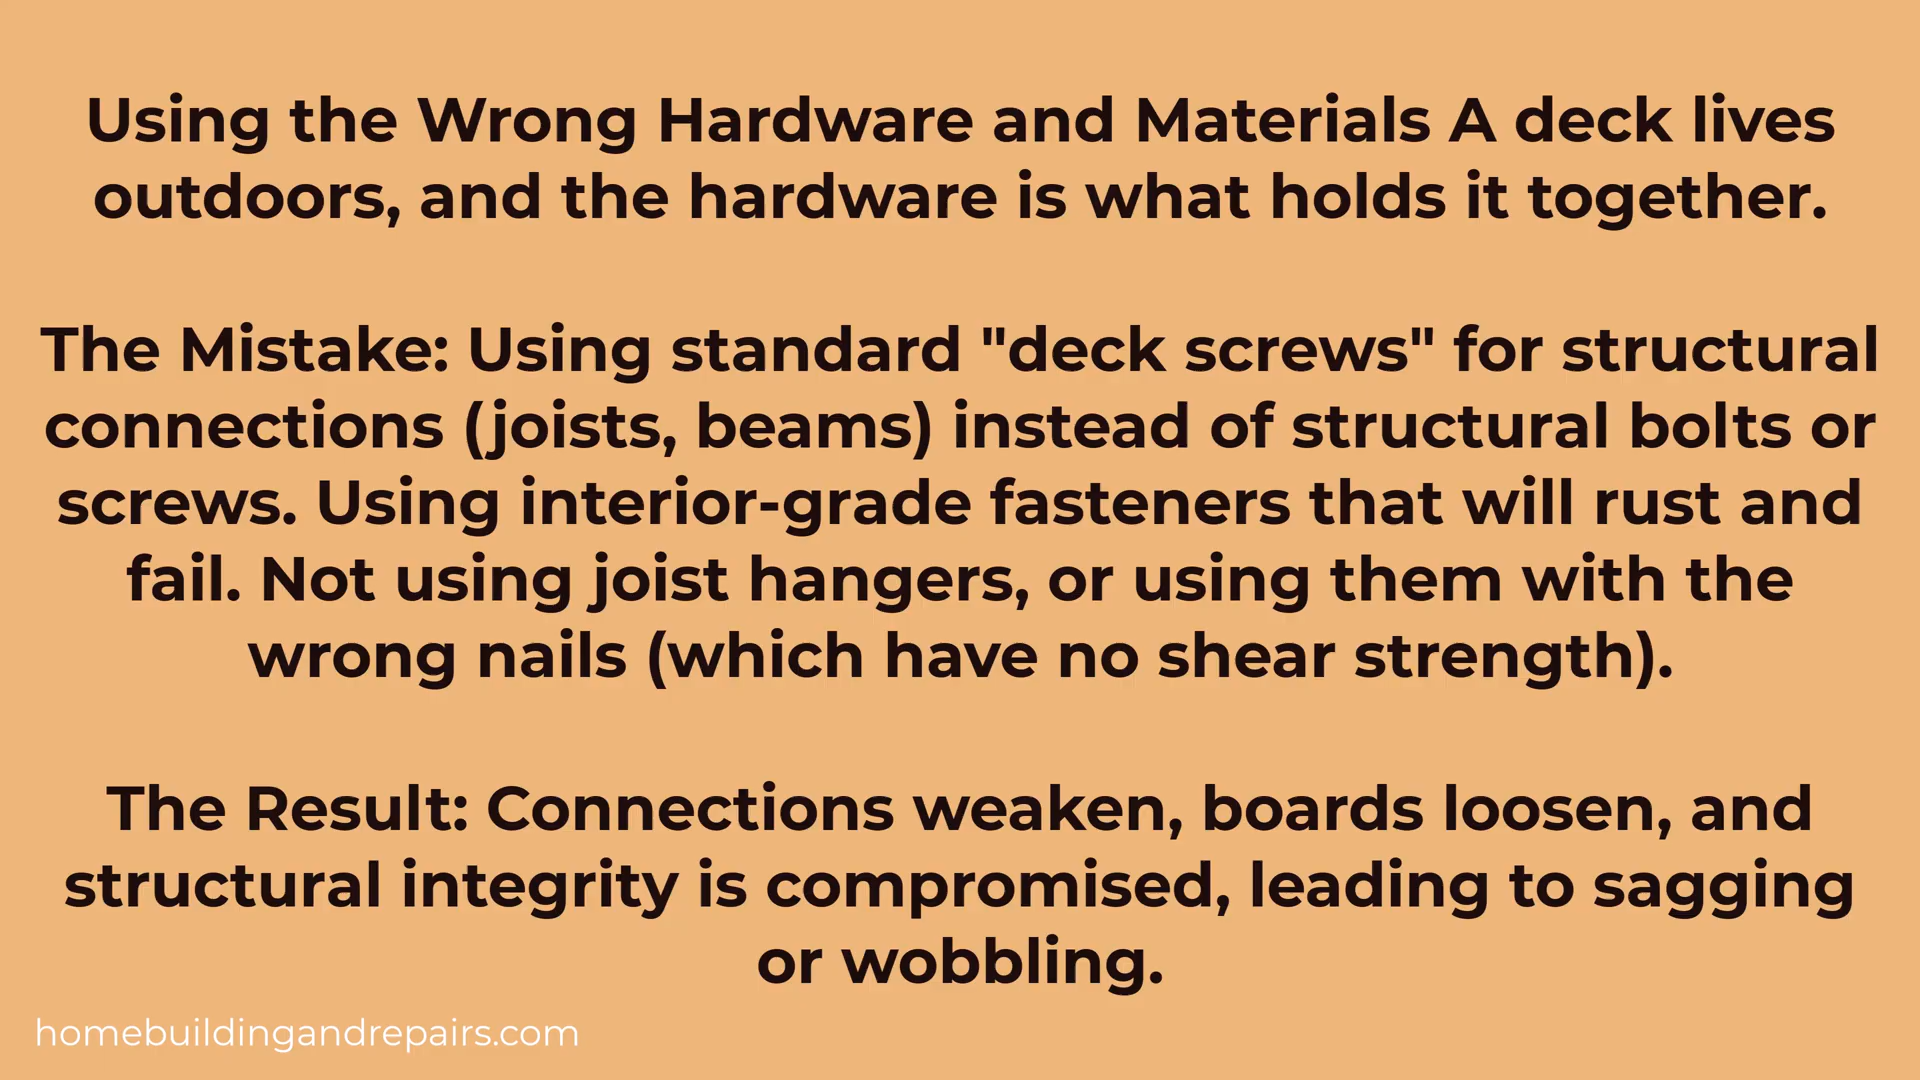 Using the Wrong Hardware and Materials A deck lives
outdoors, and the hardware is what holds it together.
The Mistake: Using standard "deck screws" for structural
connections (joists, beams) instead of structural bolts or
screws. Using interior-grade fasteners that will rust and
fail. Not using joist hangers, or using them with the
wrong nails (which have no shear strength).
The Result: Connections weaken, boards loosen, and
structural integrity is compromised, leading to sagging
or wobbling.
homebuildingandrepairs.com